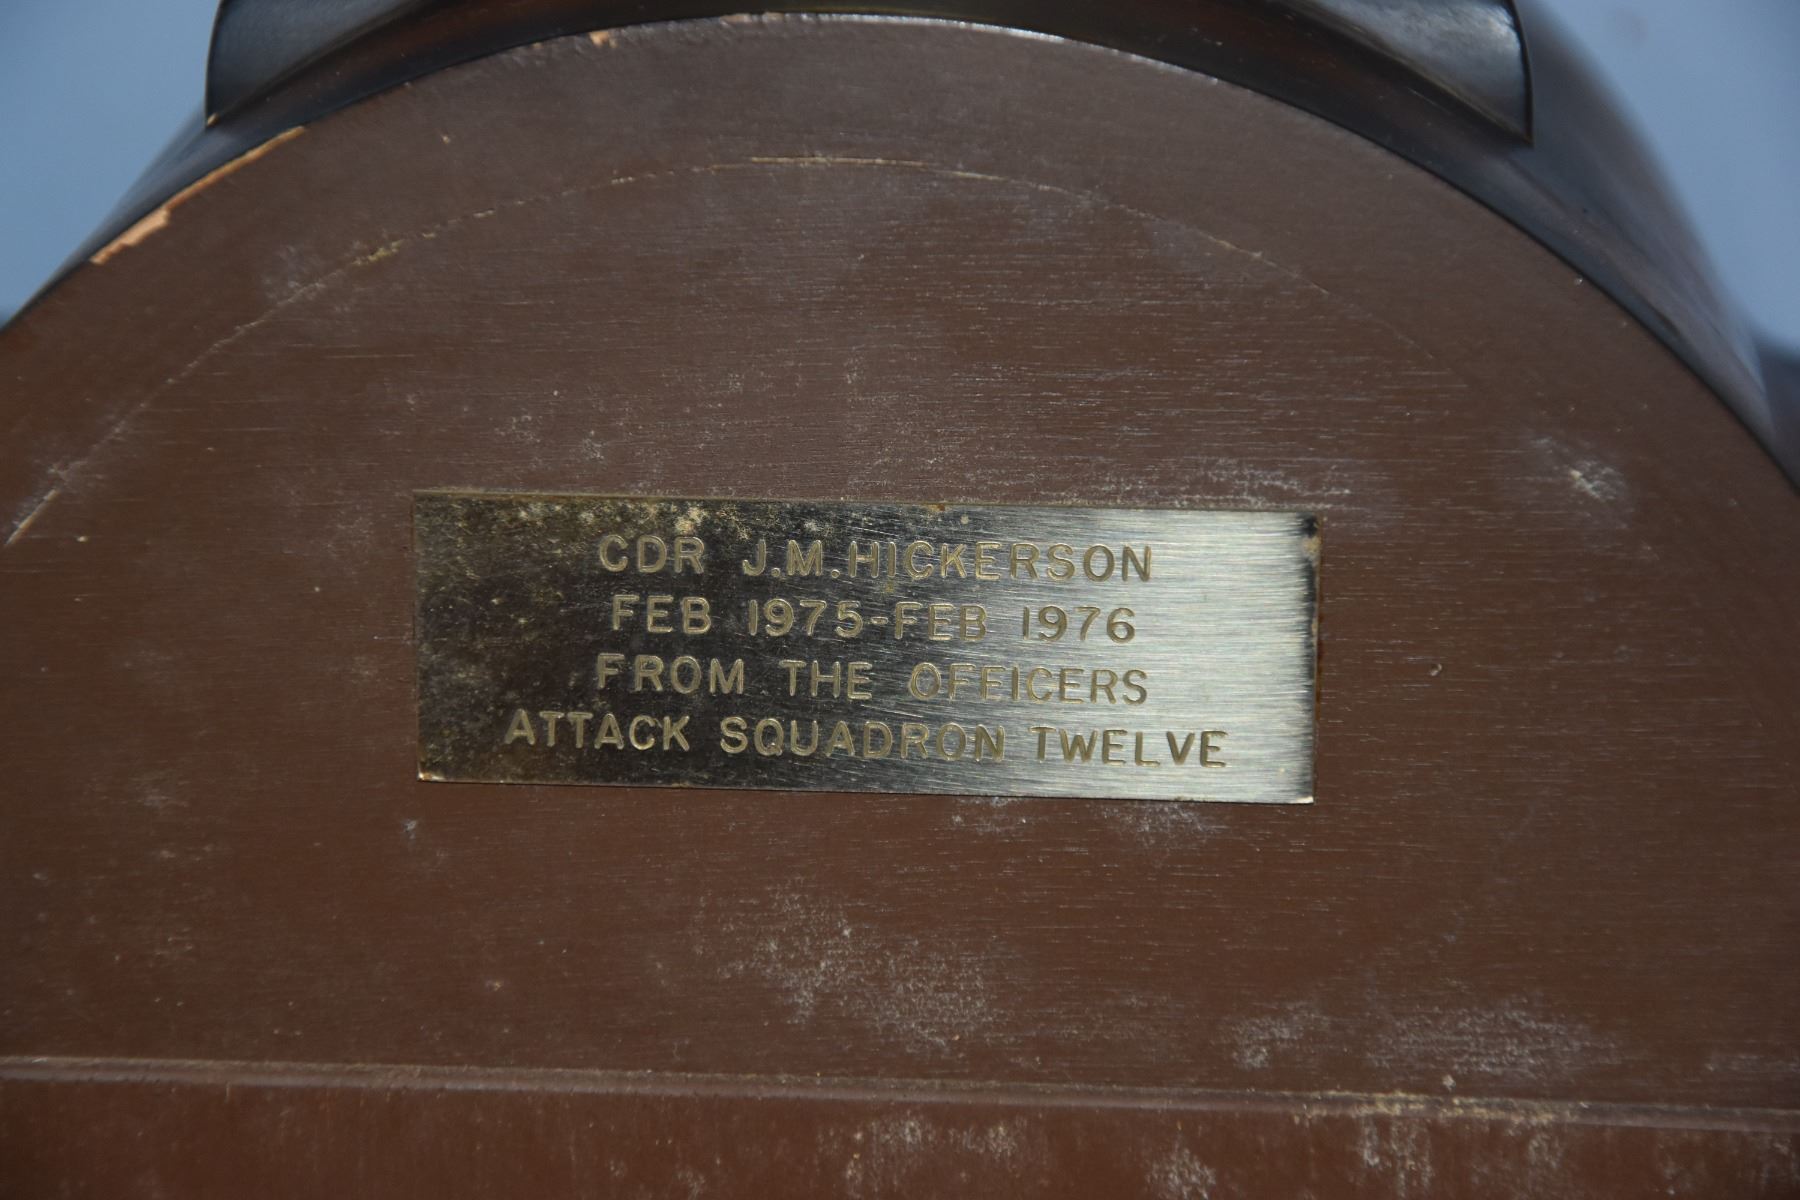 CDR J.M.HICKERSON
FEB 1975-FEB 1976
FROM THE OFFICERS
ATTACK SQUADRON TWELVE